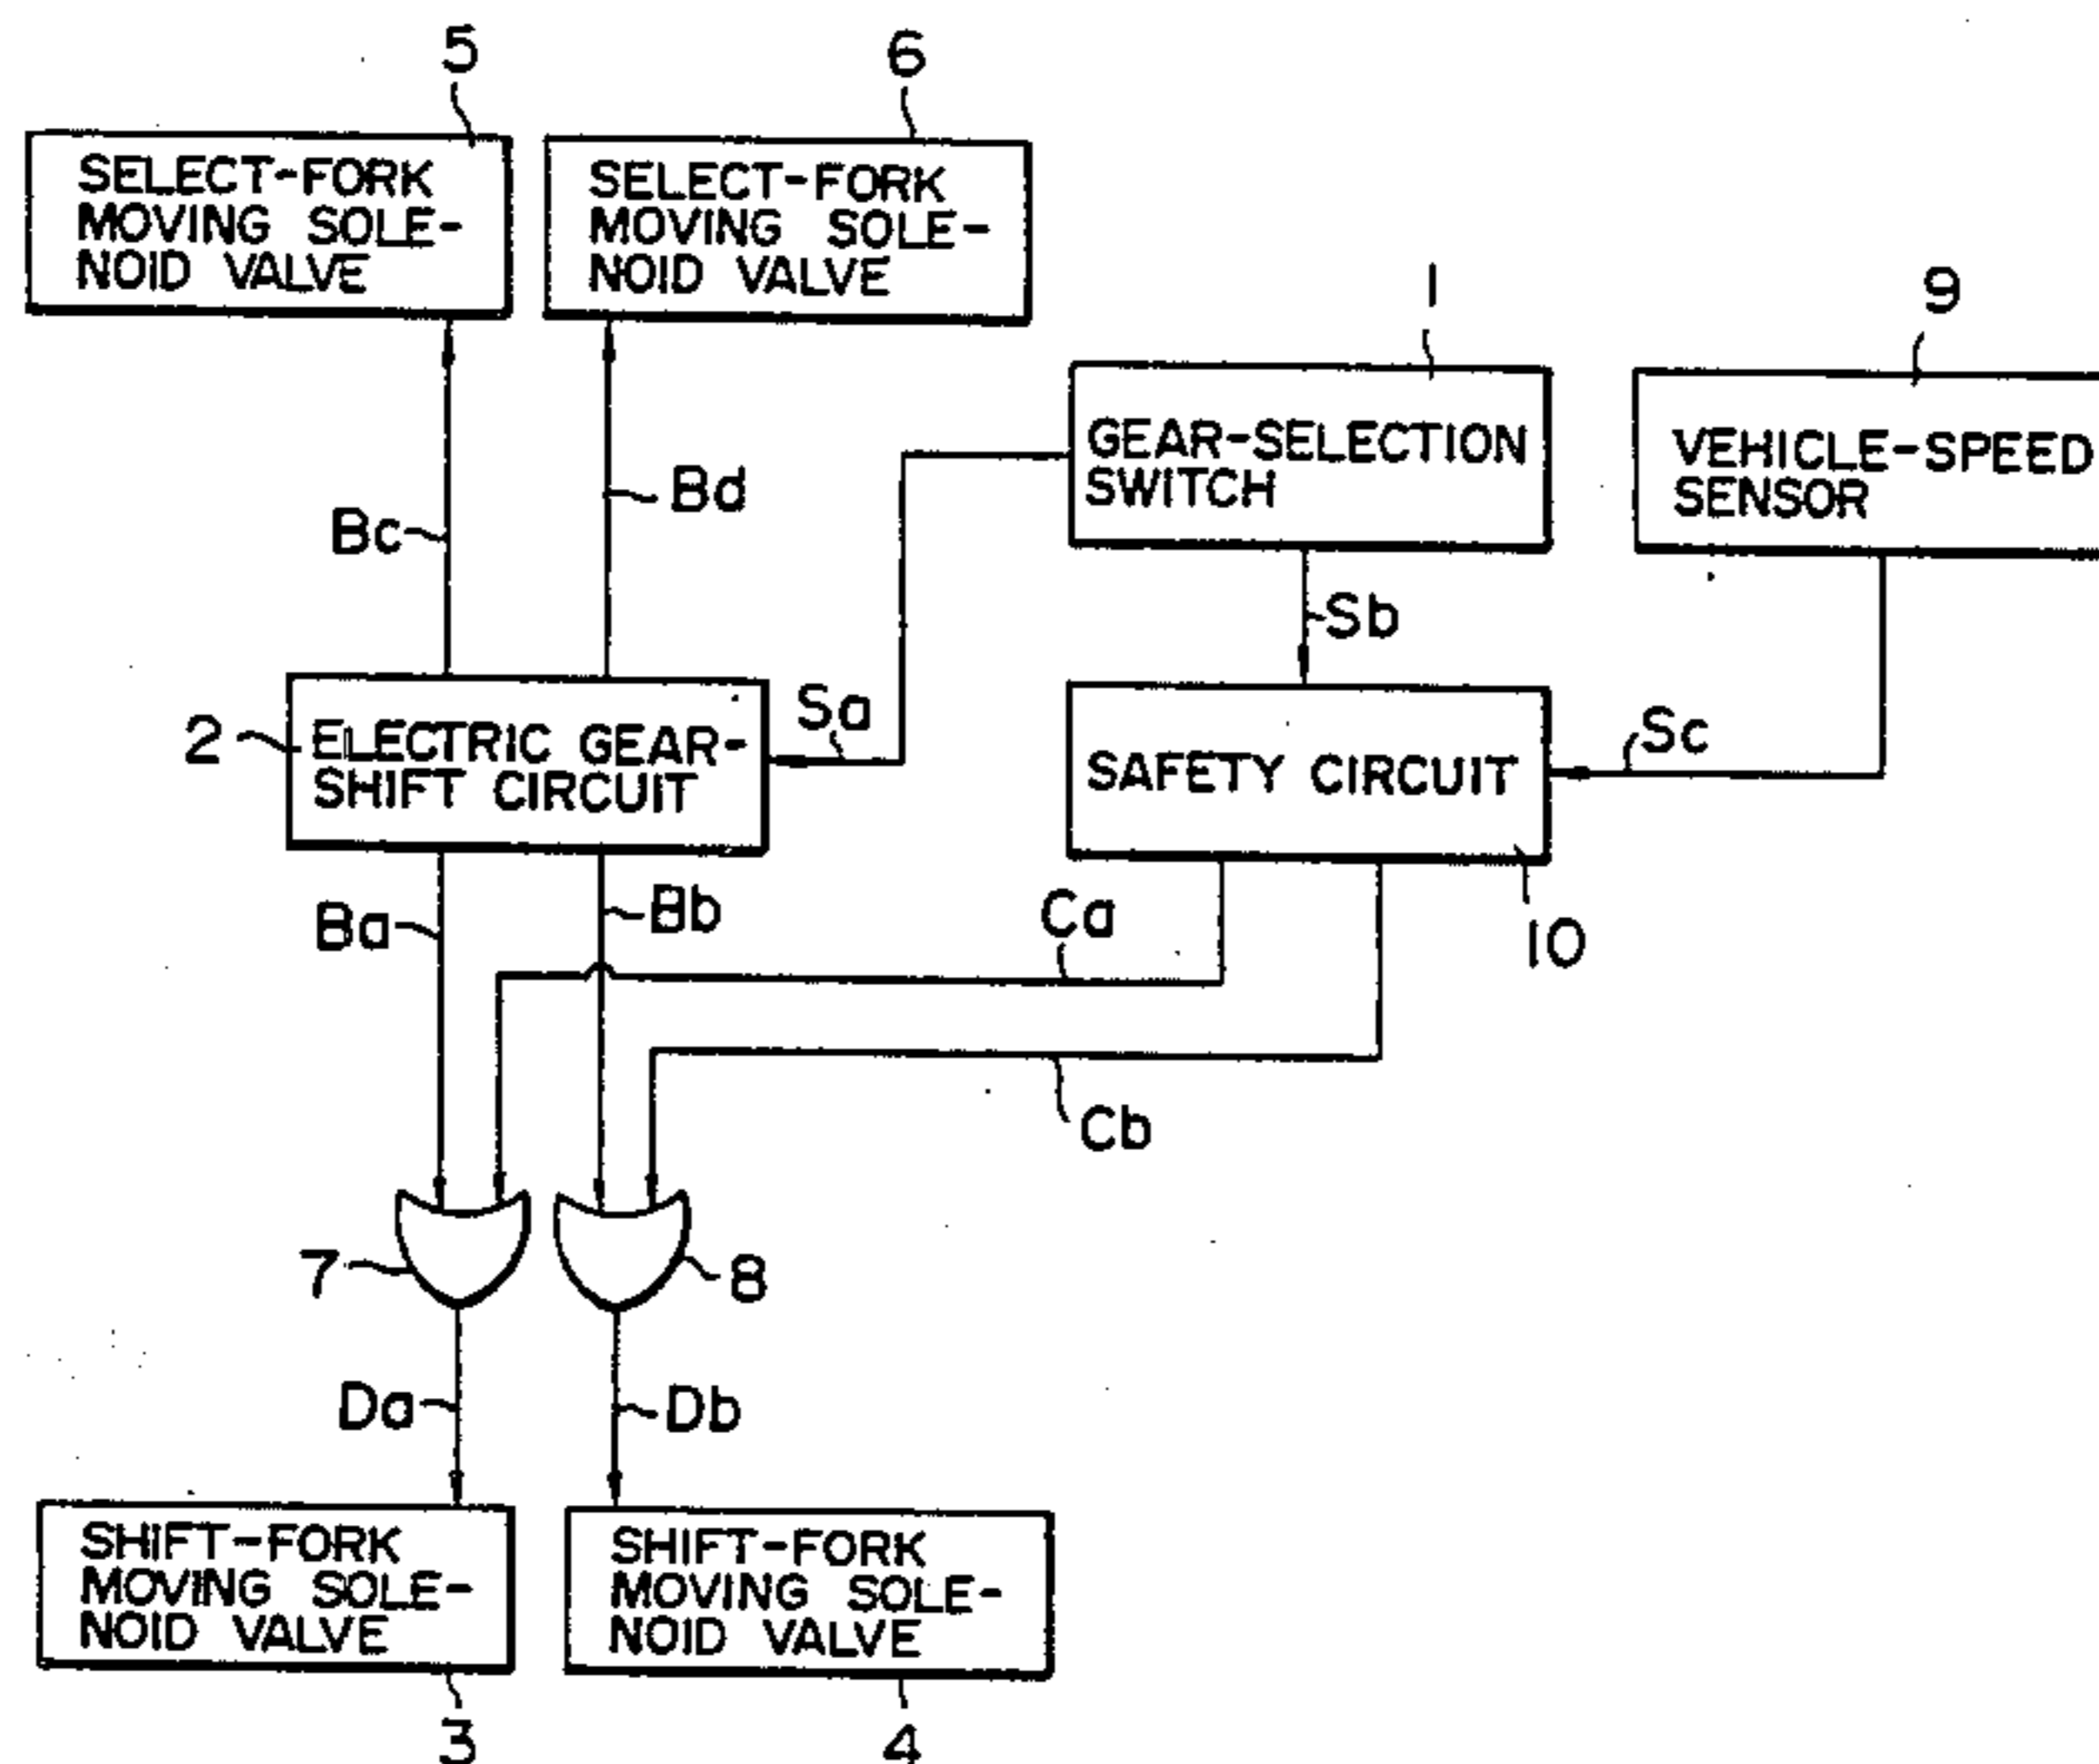 5
6
SELECT-FORK
MOVING SOLE-
NOID VALVE
SELECT-FORK
MOVING SOLE-
NOID VALVE
1
9
GEAR-SELECTION
SWITCH
VEHICLE-SPEED
SENSOR
Bc
Bd
Sb
Sa
Sc
2
ELECTRIC GEAR-
SHIFT CIRCUIT
SAFETY CIRCUIT
10
Ba
Bb
Ca
Cb
7
8
Da
Db
SHIFT-FORK
MOVING SOLE-
NOID VALVE
SHIFT-FORK
MOVING SOLE-
NOID VALVE
3
4